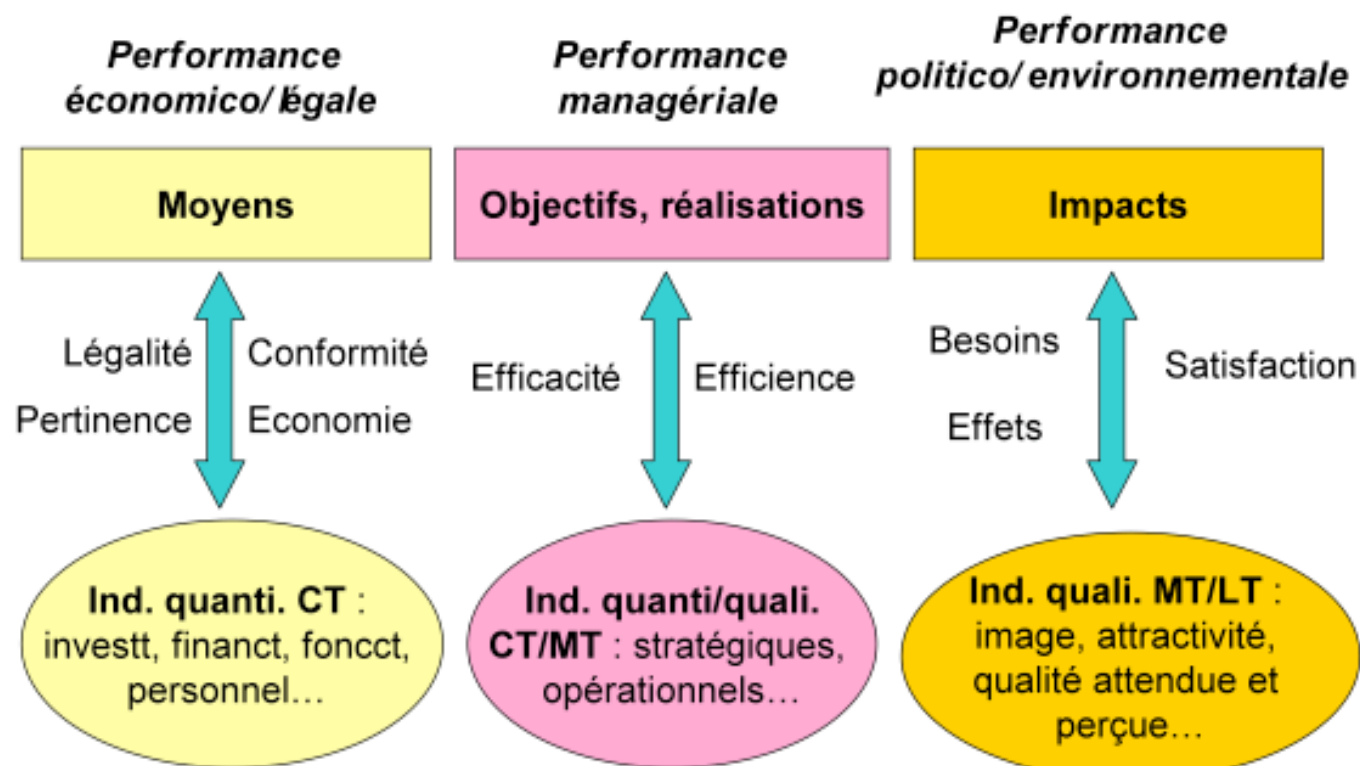 Performance
économico/légale
Performance
managériale
Performance
politico/environnementale
Moyens
Objectifs, réalisations
Impacts
Légalité
Conformité
Pertinence
Economie
Efficacité
Efficience
Besoins
Satisfaction
Effets
Ind. quanti. CT :
investt, financt, foncct,
personnel…
Ind. quanti/quali.
CT/MT : stratégiques,
opérationnels…
Ind. quali. MT/LT :
image, attractivité,
qualité attendue et
perçue…